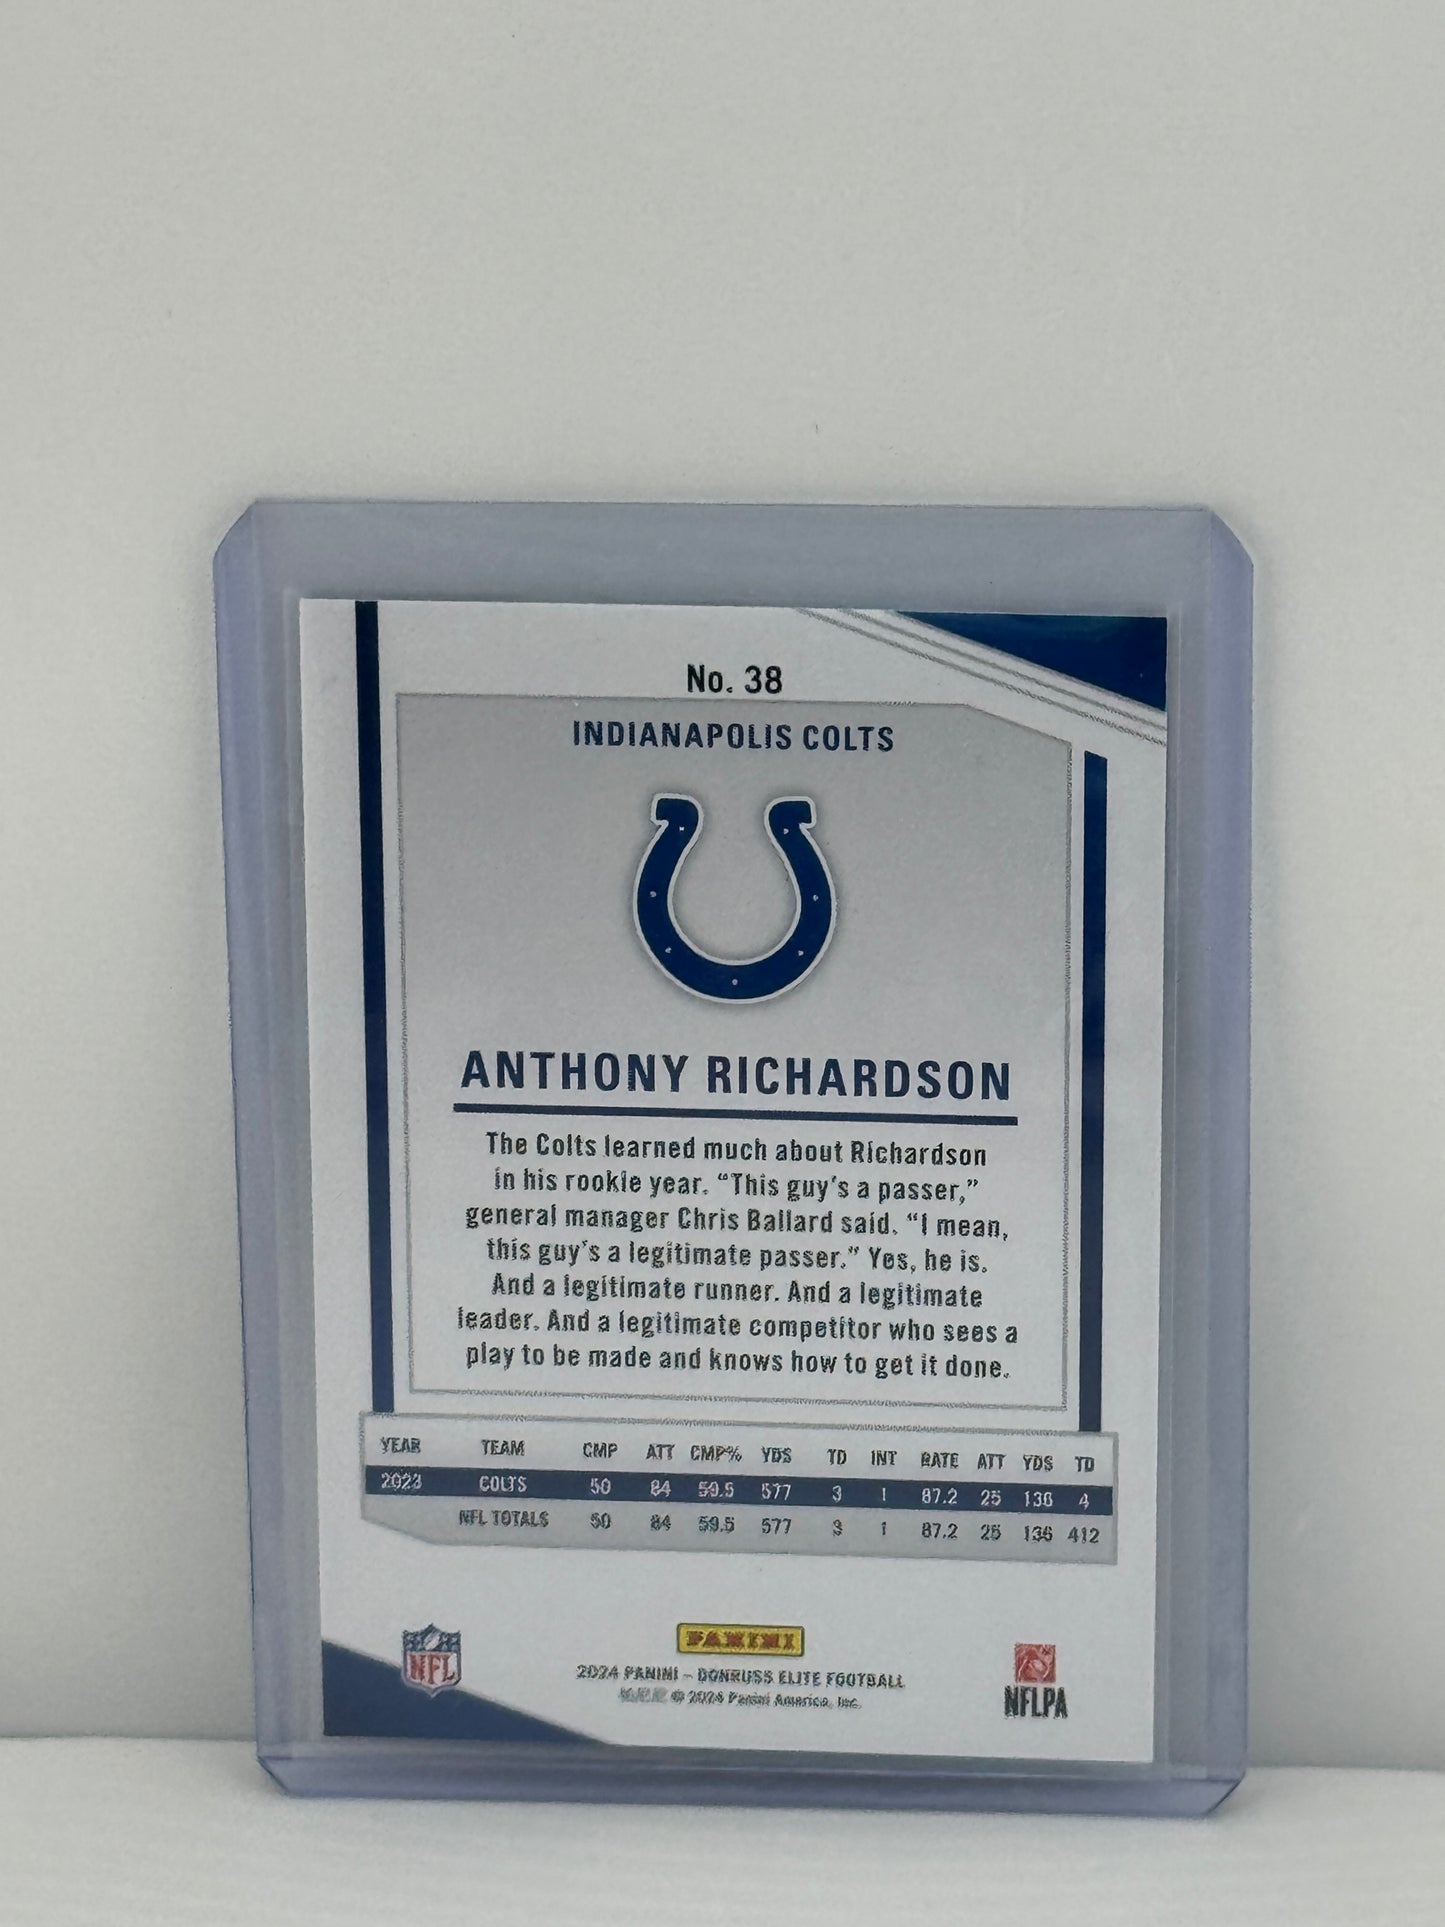 No. 38
INDIANAPOLIS COLTS
ANTHONY RICHARDSON
The Colts learned much about Richardson
in his rookie year. “This guy’s a passer,”
general manager Chris Ballard said. “I mean,
this guy’s a legitimate passer.” Yes, he is.
And a legitimate runner. And a legitimate
leader. And a legitimate competitor who sees a
play to be made and knows how to get it done.
YEAR TEAM CMP ATT CMP% YDS TD INT RATE ATT YDS TD
2023 COLTS 50 84 59.5 577 3 1 87.2 25 136 4
NFL TOTALS 50 84 59.5 577 3 1 87.2 25 136 412
NFL
PANINI
2024 PANINI – DONRUSS ELITE FOOTBALL
© 2024 Panini America, Inc.
NFLPA